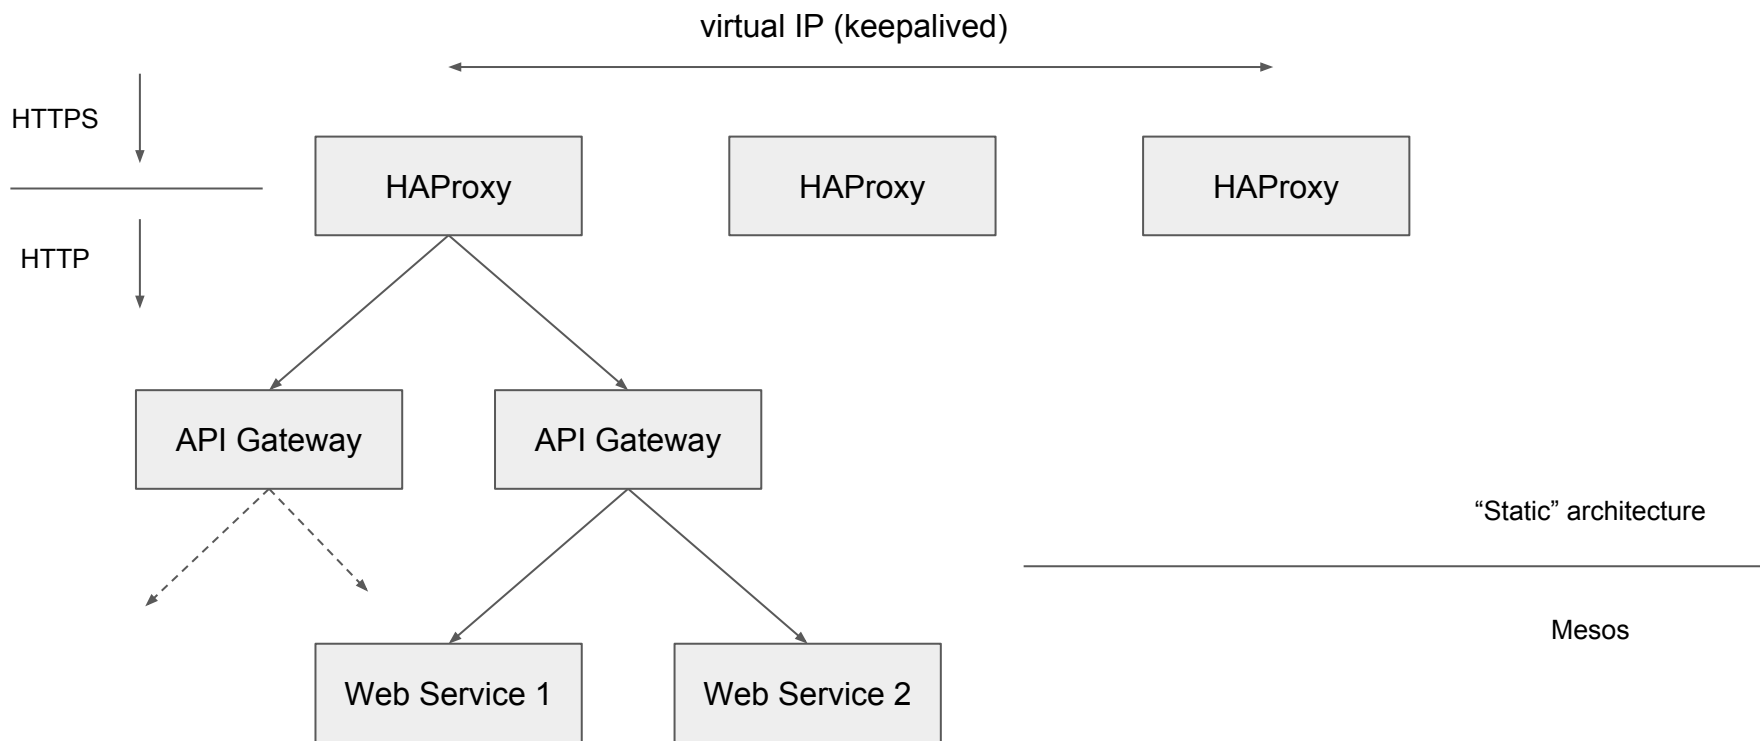 virtual IP (keepalived)
HTTPS
HAProxy
HAProxy
HAProxy
HTTP
API Gateway
API Gateway
“Static” architecture
Mesos
Web Service 1
Web Service 2